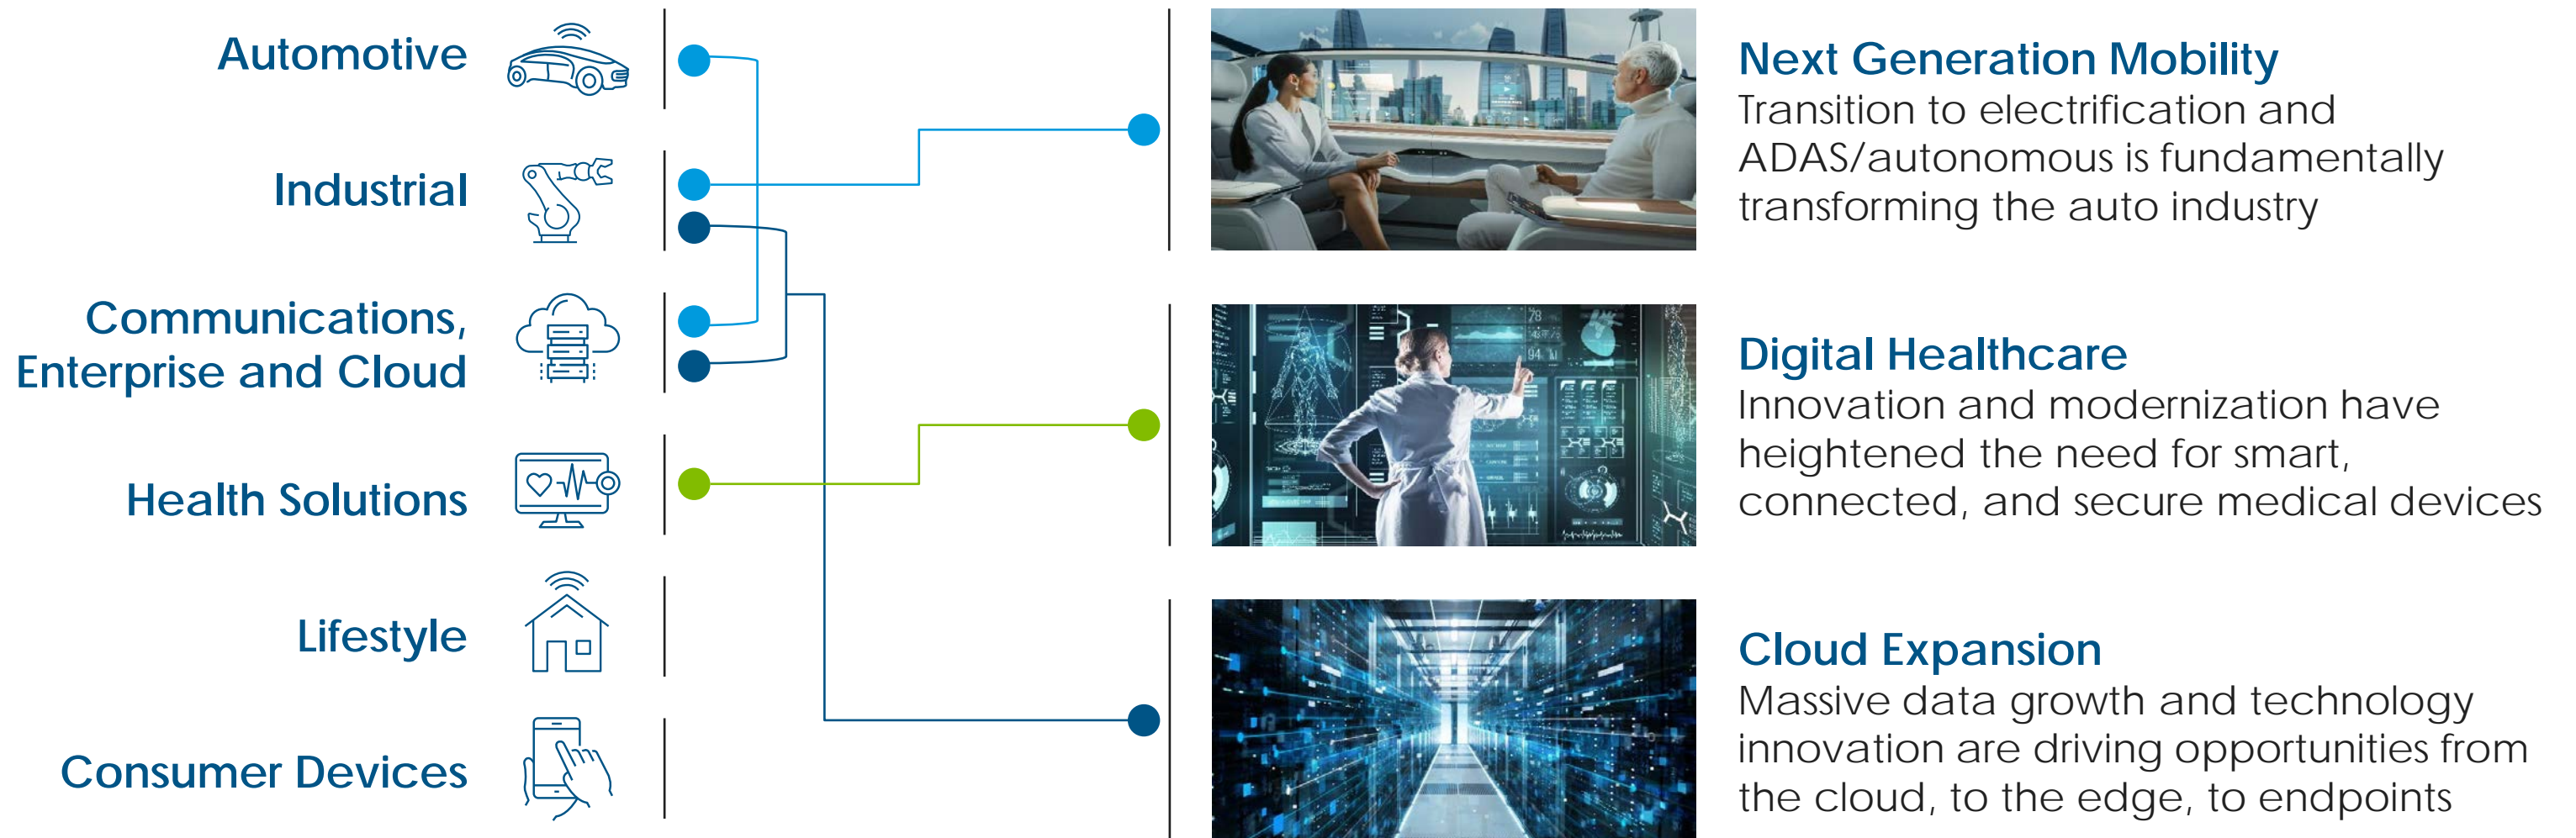 Automotive
Industrial
Communications,
Enterprise and Cloud
Health Solutions
Lifestyle
Consumer Devices
Next Generation Mobility
Transition to electrification and
ADAS/autonomous is fundamentally
transforming the auto industry
Digital Healthcare
Innovation and modernization have
heightened the need for smart,
connected, and secure medical devices
Cloud Expansion
Massive data growth and technology
innovation are driving opportunities from
the cloud, to the edge, to endpoints